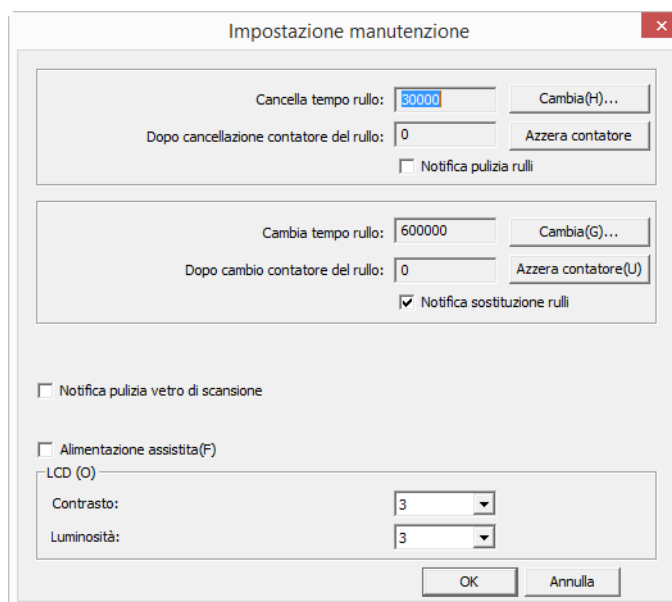 Impostazione manutenzione
Cancella tempo rullo: 30000 Cambia(H)...
Dopo cancellazione contatore del rullo: 0 Azzera contatore
Notifica pulizia rulli
Cambia tempo rullo: 600000 Cambia(G)...
Dopo cambio contatore del rullo: 0 Azzera contatore(U)
Notifica sostituzione rulli
Notifica pulizia vetro di scansione
Alimentazione assistita(F)
LCD (O)
Contrasto: 3
Luminosità: 3
OK Annulla